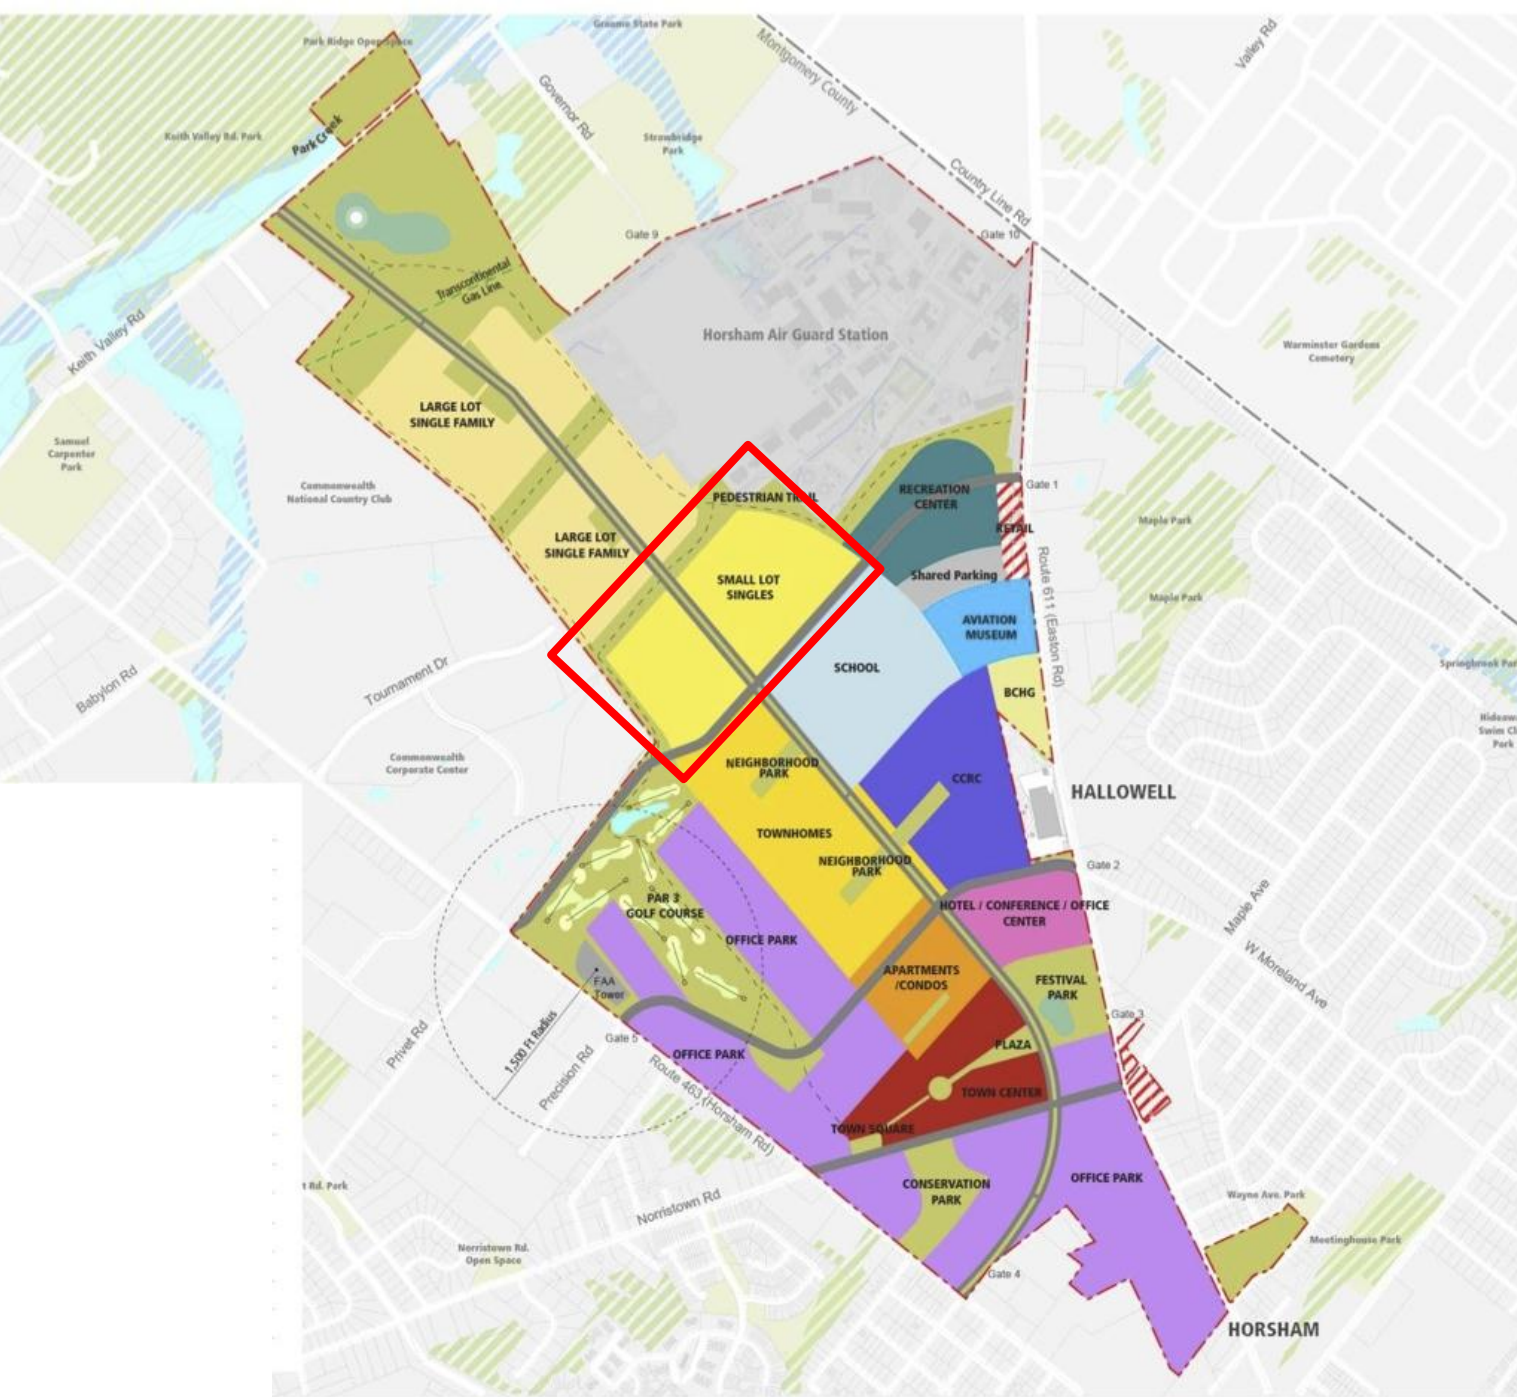 Groome State Park
Park Ridge Open Space
Montgomery County
Valley Rd
Governor Rd
Keith Valley Rd. Park
Park Creek
Strawbridge
Park
Country Line Rd
Gate 9
Gate 10
Transcontinental
Gas Line
Horsham Air Guard Station
Keith Valley Rd
Warminster Gardens
Cemetery
LARGE LOT
SINGLE FAMILY
Samuel
Carpenter
Park
Commonwealth
National Country Club
PEDESTRIAN TRAIL
RECREATION
CENTER
Gate 1
RETAIL
Maple Park
LARGE LOT
SINGLE FAMILY
SMALL LOT
SINGLES
Shared Parking
Route 611 (Easton Rd)
Maple Park
AVIATION
MUSEUM
SCHOOL
Springbrook
Tournament Dr
Babylon Rd
BCHG
Swim
Park
Commonwealth
Corporate Center
NEIGHBORHOOD
PARK
CCRC
HALLOWELL
TOWNHOMES
NEIGHBORHOOD
PARK
Gate 2
PAR 3
GOLF COURSE
HOTEL / CONFERENCE / OFFICE
CENTER
Maple Ave
OFFICE PARK
W Moreland Ave
APARTMENTS
/CONDOS
FESTIVAL
PARK
FAA
Tower
Gate 3
1,500 Ft Radius
Privet Rd
Gate 5
PLAZA
OFFICE PARK
Precision Rd
Route 463 (Horsham Rd)
TOWN CENTER
TOWN SQUARE
CONSERVATION
PARK
OFFICE PARK
t Rd. Park
Norristown Rd
Wayne Ave. Park
Meetinghouse Park
Norristown Rd.
Open Space
Gate 4
HORSHAM